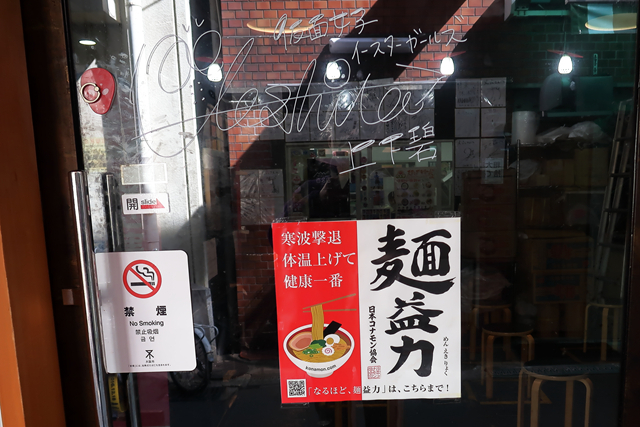 仮面女子
イースターガールズ
上下碧
開 slide
禁煙
No Smoking
禁止吸烟
금연
寒波撃退
体温上げて
健康一番
麺益力
めんえきりょく
日本コナモン協会
konamon.com
「なるほど、麺益力」は、こちらまで！